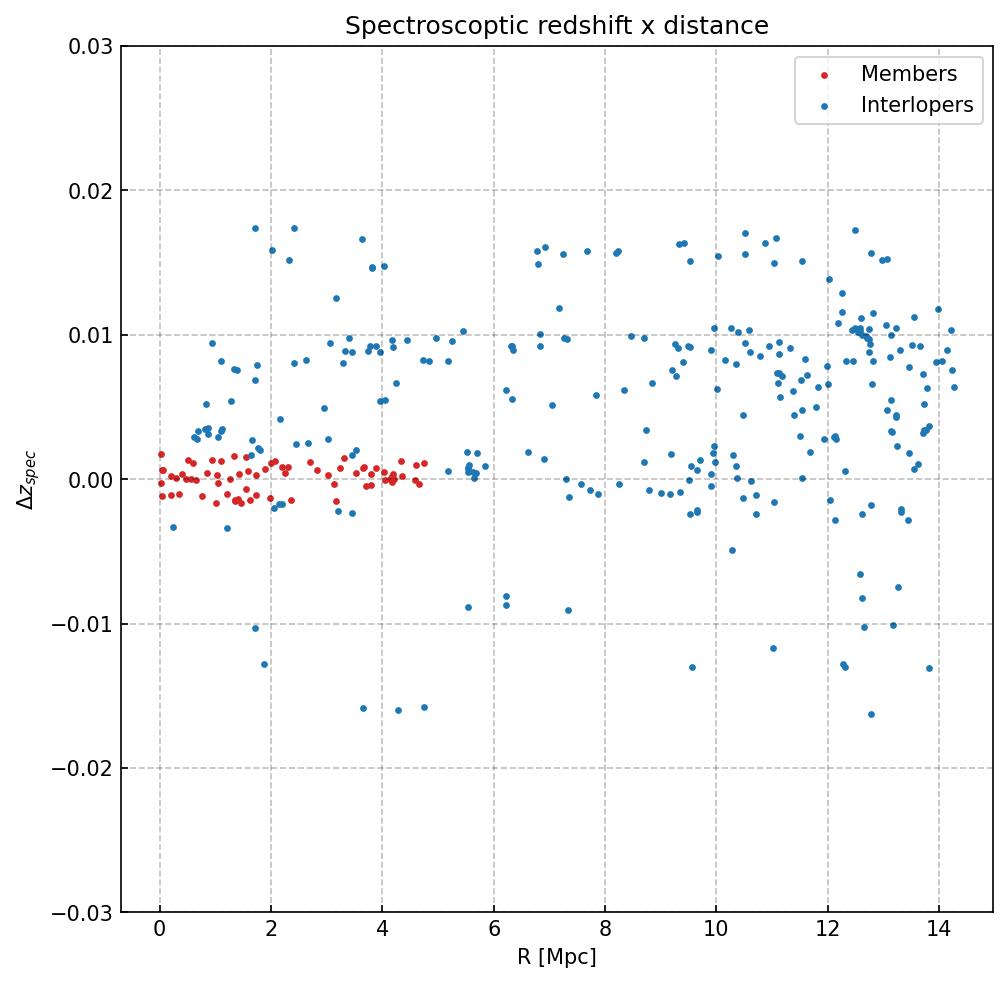 Spectroscoptic redshift x distance
0.03
Members
Interlopers
0.02
0.01
0.00
−0.01
−0.02
−0.03
Δz_spec
0 2 4 6 8 10 12 14
R [Mpc]